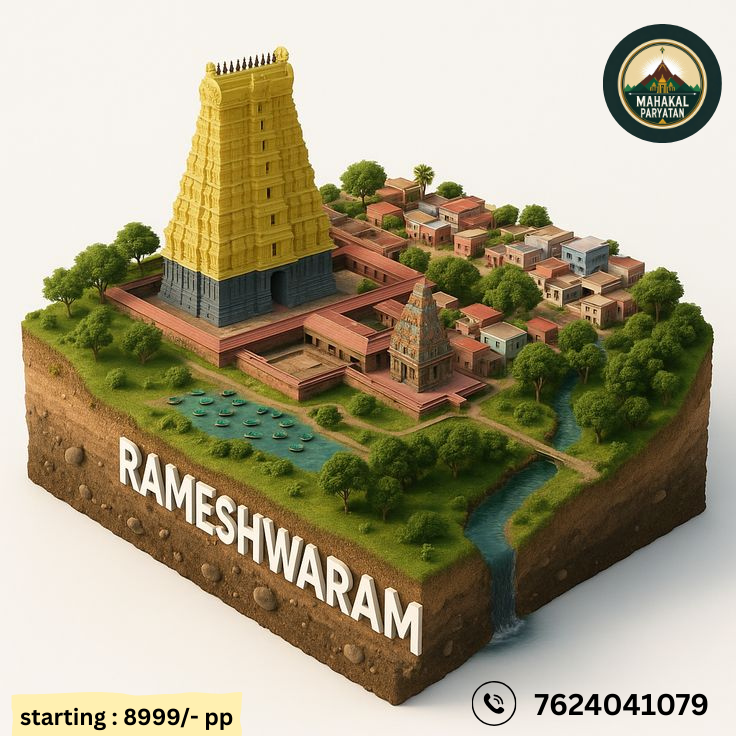 MAHAKAL
PARYATAN
RAMESHWARAM
starting : 8999/- pp
7624041079